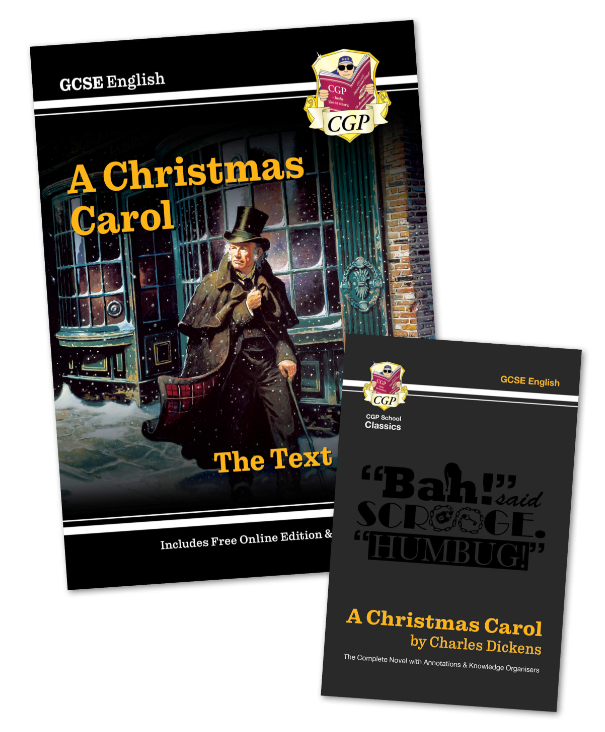 GCSE English
CGP
CGP
A Christmas
Carol
The Text
Includes Free Online Edition &
GCSE English
CGP
CGP School
Classics
“Bah!” said
SCROOGE.
“HUMBUG!”
A Christmas Carol
by Charles Dickens
The Complete Novel with Annotations & Knowledge Organisers